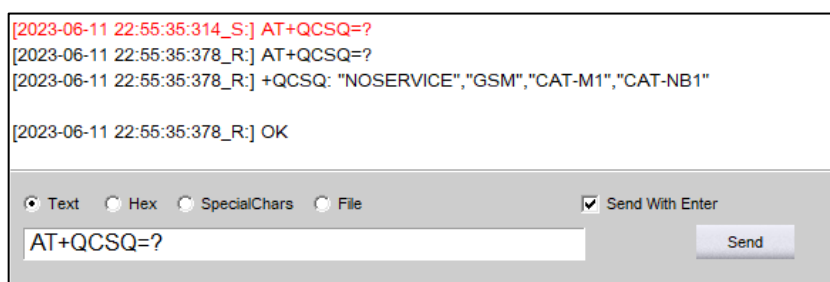 [2023-06-11 22:55:35:314_S:] AT+QCSQ=?
[2023-06-11 22:55:35:378_R:] AT+QCSQ=?
[2023-06-11 22:55:35:378_R:] +QCSQ: "NOSERVICE","GSM","CAT-M1","CAT-NB1"
[2023-06-11 22:55:35:378_R:] OK
Text Hex SpecialChars File Send With Enter
AT+QCSQ=? Send